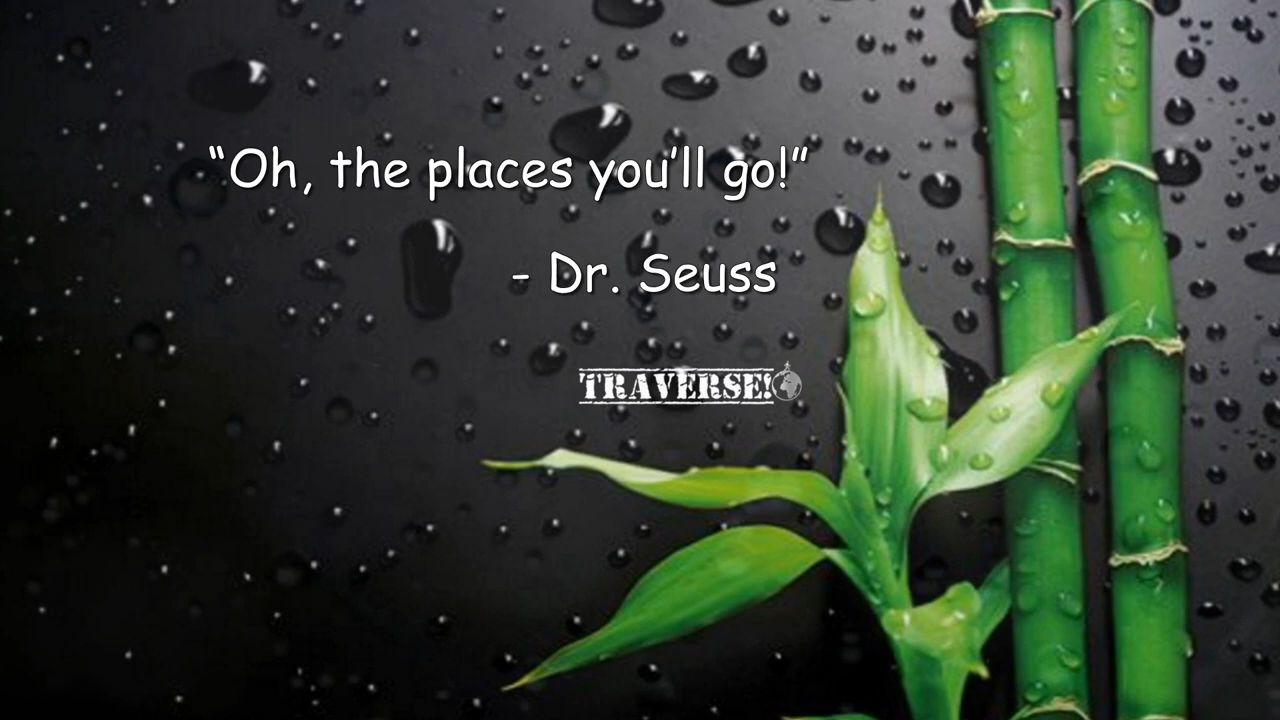 “Oh, the places you’ll go!”
- Dr. Seuss
TRAVERSE!